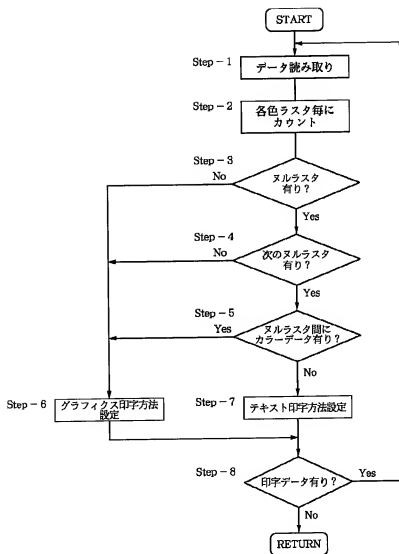 START
Step-1
データ読み取り
Step-2
各色ラスタ毎に
カウント
Step-3
No
ヌルラスタ
有り?
Yes
Step-4
No
次のヌルラスタ
有り?
Yes
Step-5
Yes
ヌルラスタ間に
カラーデータ有り?
No
Step-6
グラフィクス印字方法
設定
Step-7
テキスト印字方法設定
Step-8
印字データ有り?
Yes
No
RETURN